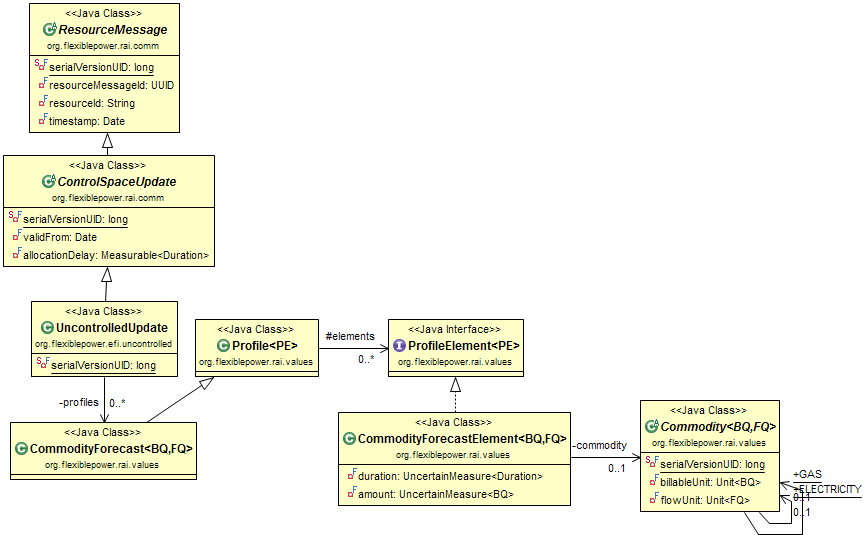 <<Java Class>>
ResourceMessage
org.flexiblepower.rai.comm
serialVersionUID: long
resourceMessageId: UUID
resourceId: String
timestamp: Date
<<Java Class>>
ControlSpaceUpdate
org.flexiblepower.rai.comm
serialVersionUID: long
validFrom: Date
allocationDelay: Measurable<Duration>
<<Java Class>>
UncontrolledUpdate
org.flexiblepower.efi.uncontrolled
serialVersionUID: long
-profiles
0..*
<<Java Class>>
CommodityForecast<BQ,FQ>
org.flexiblepower.rai.values
<<Java Class>>
Profile<PE>
org.flexiblepower.rai.values
#elements
0..*
<<Java Interface>>
ProfileElement<PE>
org.flexiblepower.rai.values
<<Java Class>>
CommodityForecastElement<BQ,FQ>
org.flexiblepower.rai.values
duration: UncertainMeasure<Duration>
amount: UncertainMeasure<BQ>
-commodity
0..1
<<Java Class>>
Commodity<BQ,FQ>
org.flexiblepower.rai.values
serialVersionUID: long
billableUnit: Unit<BQ>
flowUnit: Unit<FQ>
+GAS
+ELECTRICITY
0..1
0..1